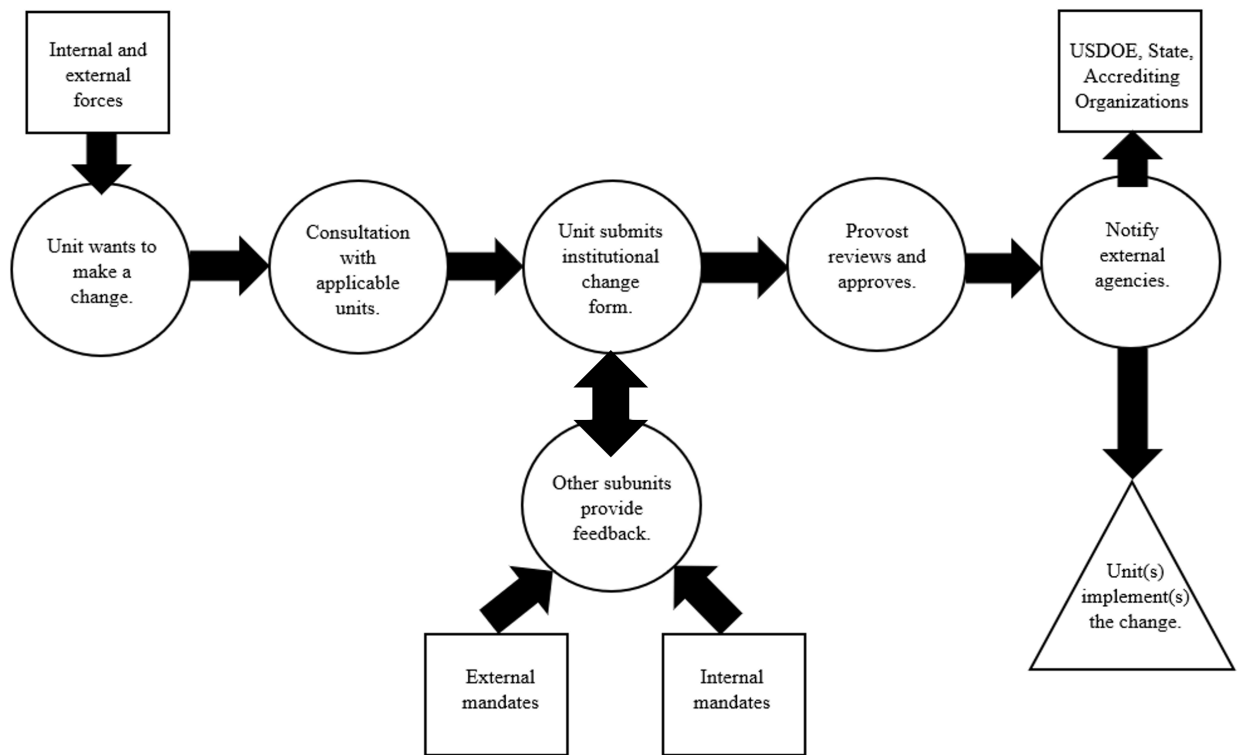 Internal and
external
forces
USDOE, State,
Accrediting
Organizations
Unit wants to
make a
change.
Consultation
with
applicable
units.
Unit submits
institutional
change
form.
Provost
reviews and
approves.
Notify
external
agencies.
Other subunits
provide
feedback.
Unit(s)
implement(s)
the change.
External
mandates
Internal
mandates